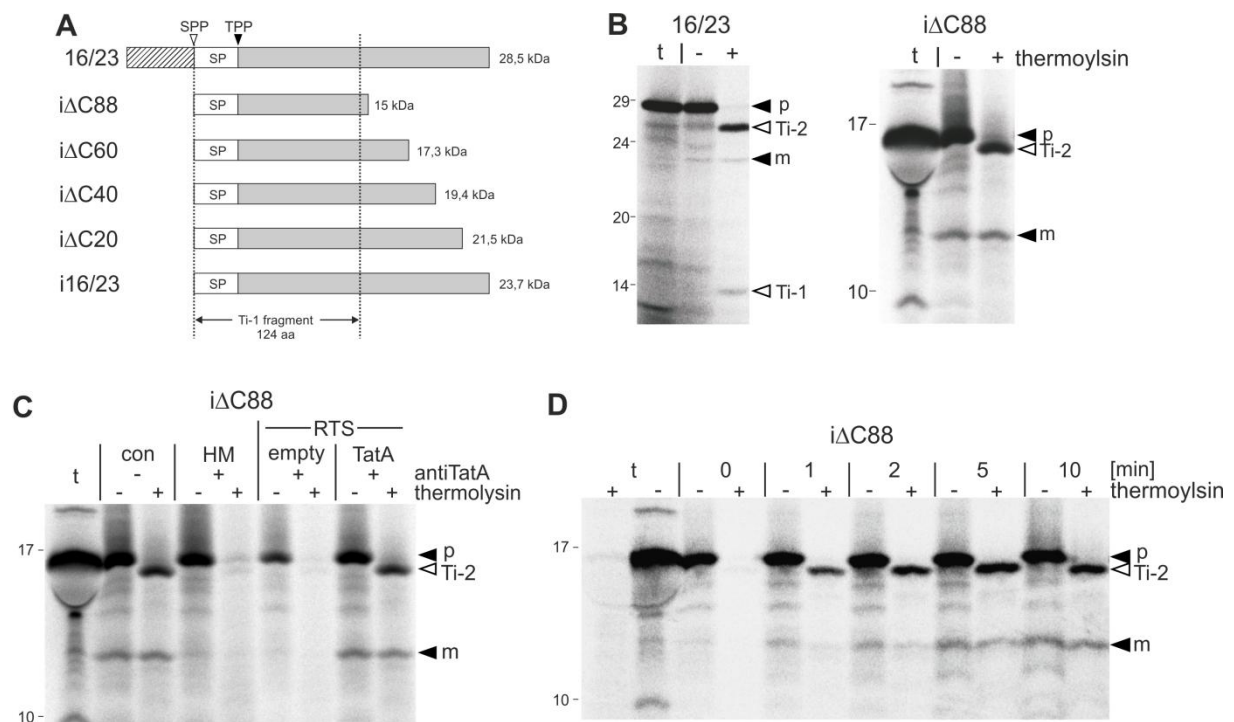 A
SPP TPP
16/23 SP 28,5 kDa
iΔC88 SP 15 kDa
iΔC60 SP 17,3 kDa
iΔC40 SP 19,4 kDa
iΔC20 SP 21,5 kDa
i16/23 SP 23,7 kDa
Ti-1 fragment
124 aa
B
16/23
t - +
29
p
Ti-2
24
m
20
14
Ti-1
iΔC88
t - + thermoylsin
17
p
Ti-2
m
10
C
iΔC88
RTS
con HM empty TatA
t - + + + antiTatA
- + - + - + - + thermolysin
17
p
Ti-2
m
10
D
iΔC88
t 0 1 2 5 10 [min]
+ - - + - + - + - + - + thermoylsin
17
p
Ti-2
m
10